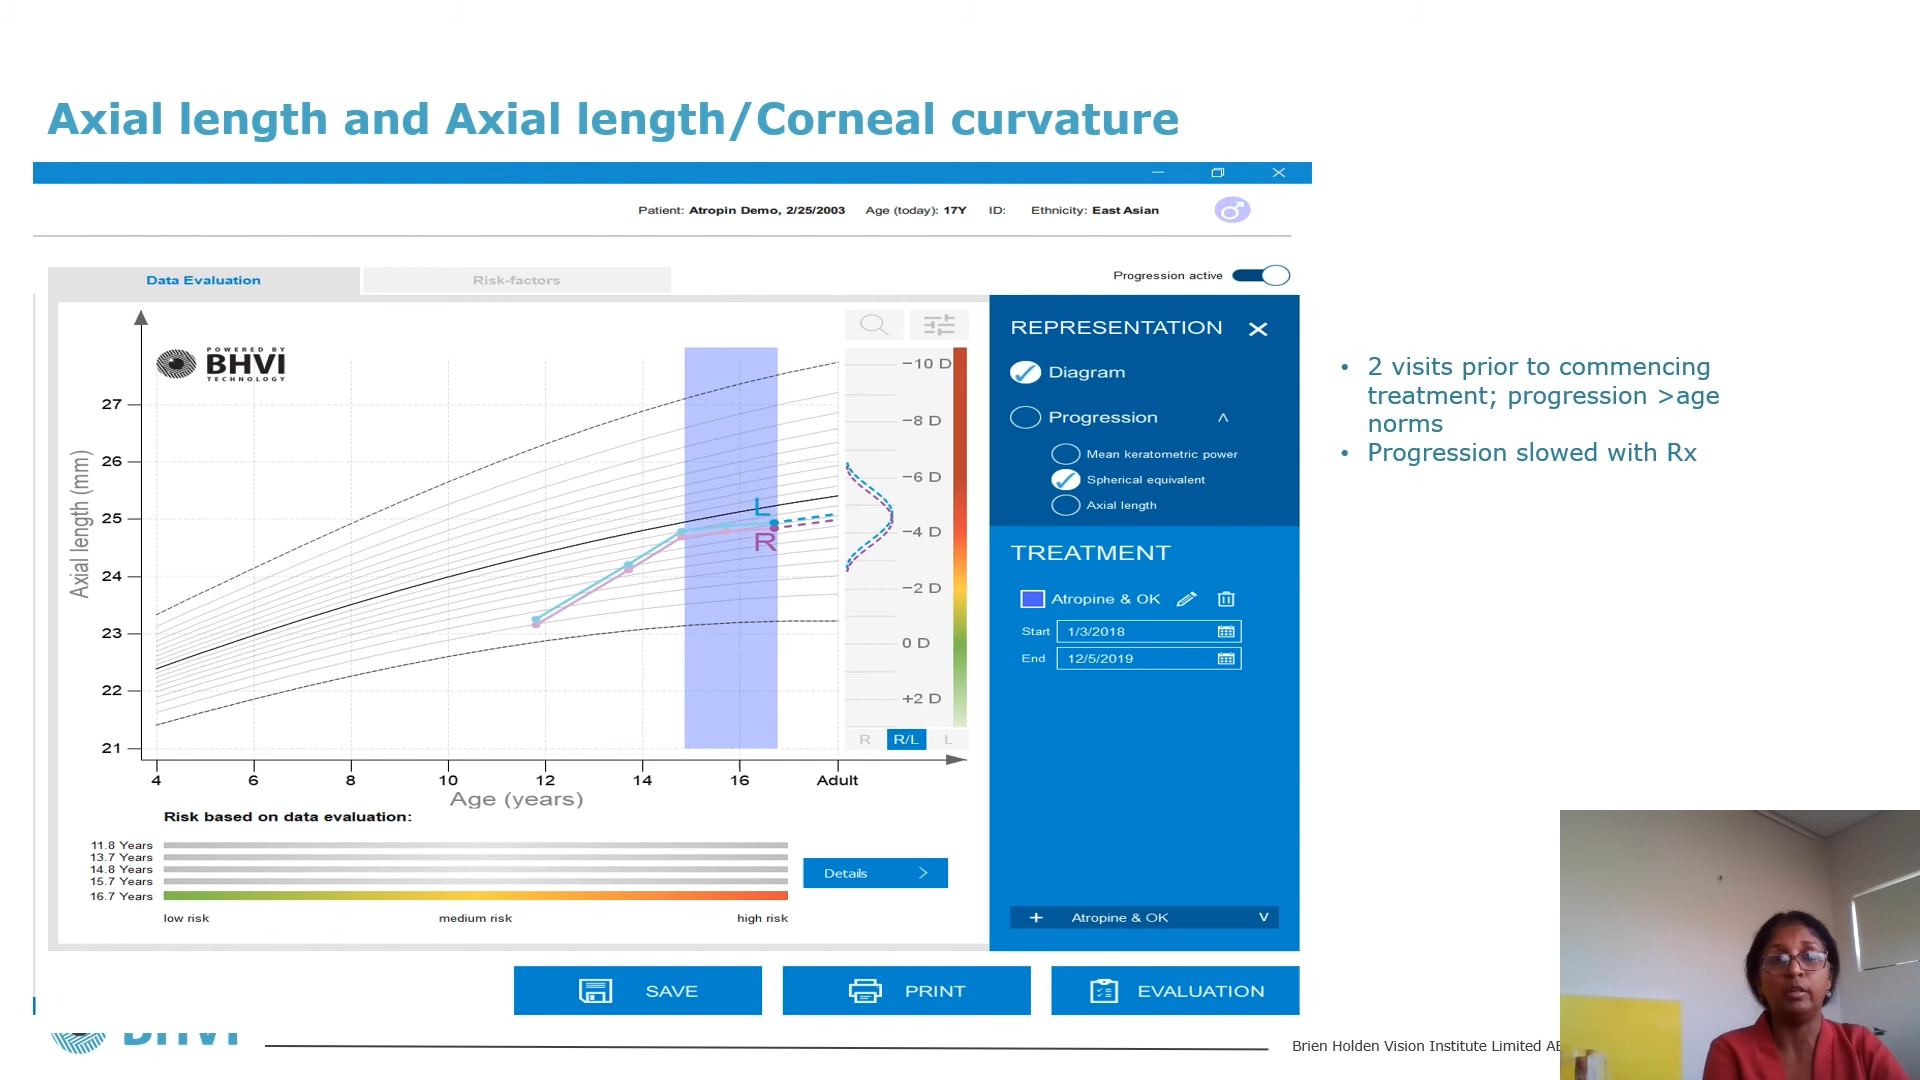 Axial length and Axial length/Corneal curvature
Patient: Atropin Demo, 2/25/2003 Age (today): 17Y ID: Ethnicity: East Asian
Data Evaluation
Risk-factors
Progression active
POWERED BY
BHVI
TECHNOLOGY
Axial length (mm)
27
26
25
24
23
22
21
4 6 8 10 12 14 16 Adult
Age (years)
L
R
−10 D
−8 D
−6 D
−4 D
−2 D
0 D
+2 D
R R/L L
Risk based on data evaluation:
11.8 Years
13.7 Years
14.8 Years
15.7 Years
16.7 Years
low risk medium risk high risk
Details
REPRESENTATION
Diagram
Progression
Mean keratometric power
Spherical equivalent
Axial length
TREATMENT
Atropine & OK
Start 1/3/2018
End 12/5/2019
+ Atropine & OK
SAVE
PRINT
EVALUATION
• 2 visits prior to commencing
treatment; progression >age
norms
• Progression slowed with Rx
BHVI
Brien Holden Vision Institute Limited